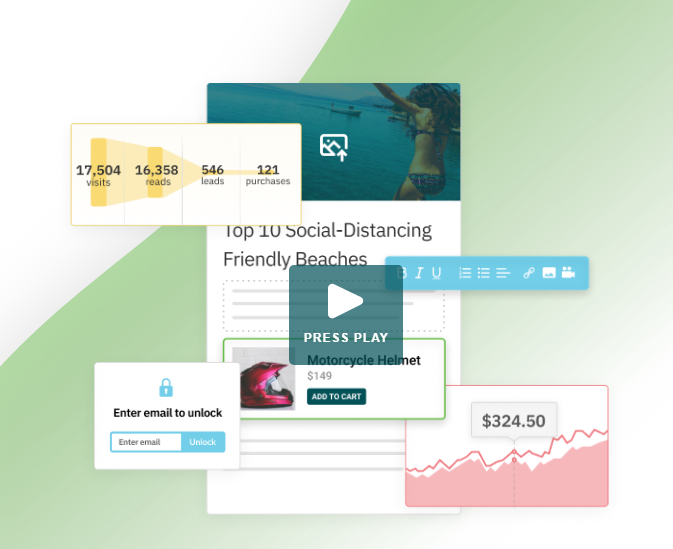 17,504
visits
16,358
reads
546
leads
121
purchases
Top 10 Social-Distancing
Friendly Beaches
B I U
PRESS PLAY
Motorcycle Helmet
$149
ADD TO CART
Enter email to unlock
Enter email
Unlock
$324.50